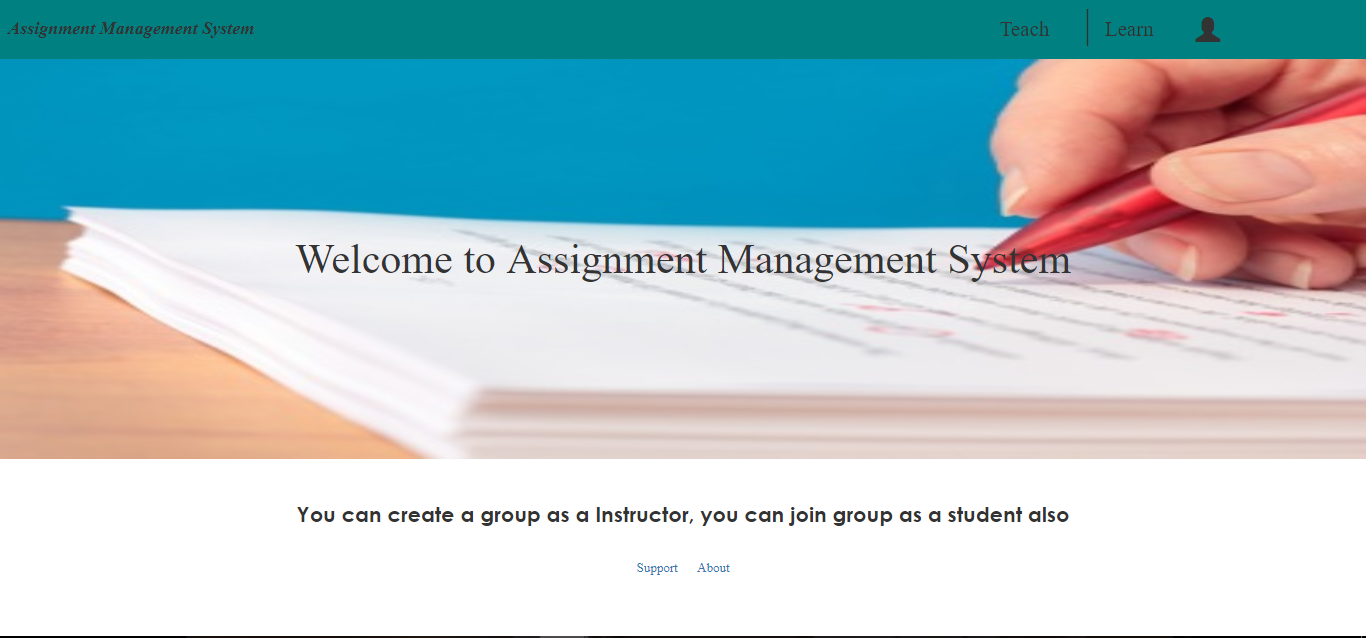 Assignment Management System
Teach
Learn
Welcome to Assignment Management System
You can create a group as a Instructor, you can join group as a student also
Support
About